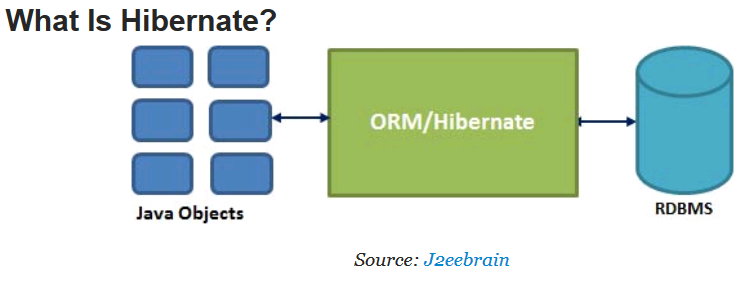 What Is Hibernate?
ORM/Hibernate
Java Objects
RDBMS
Source: J2eebrain